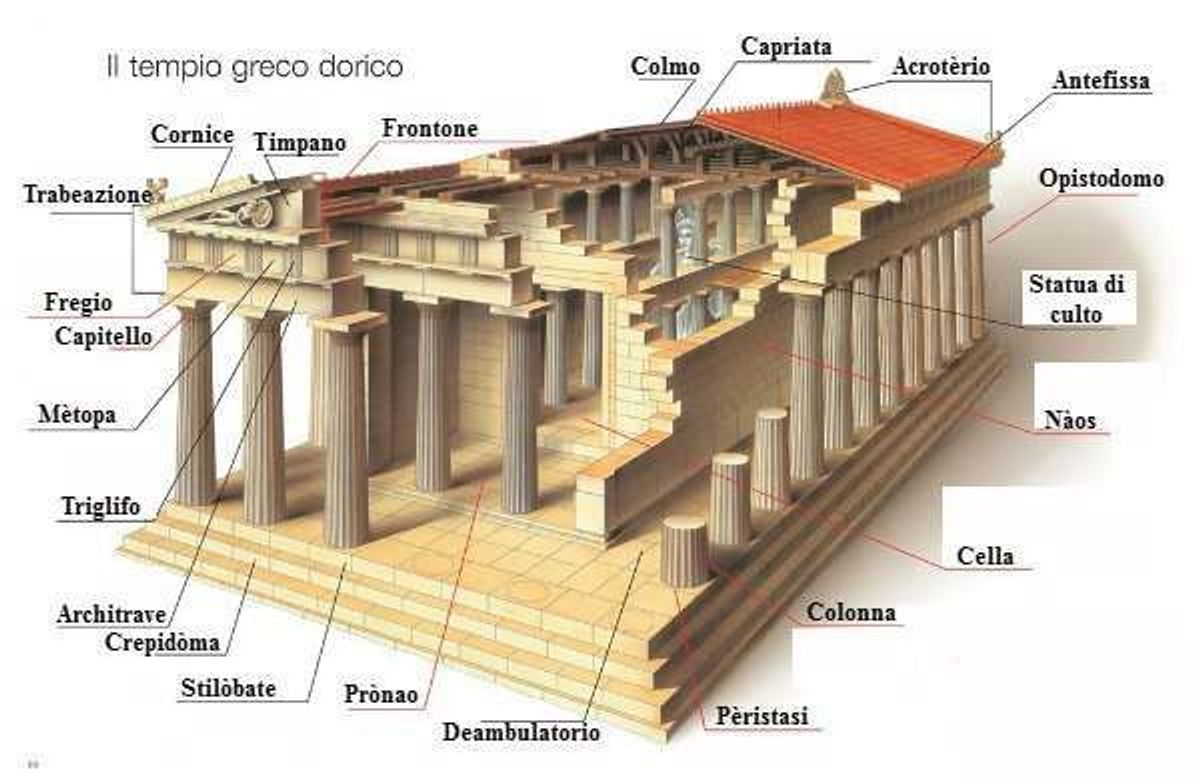 Il tempio greco dorico
Capriata
Colmo
Acrotèrio
Antefissa
Cornice
Timpano
Frontone
Trabeazione
Opistodomo
Fregio
Statua di
culto
Capitello
Mètopa
Nàos
Triglifo
Cella
Architrave
Colonna
Crepidòma
Stilòbate
Prònao
Pèristasi
Deambulatorio